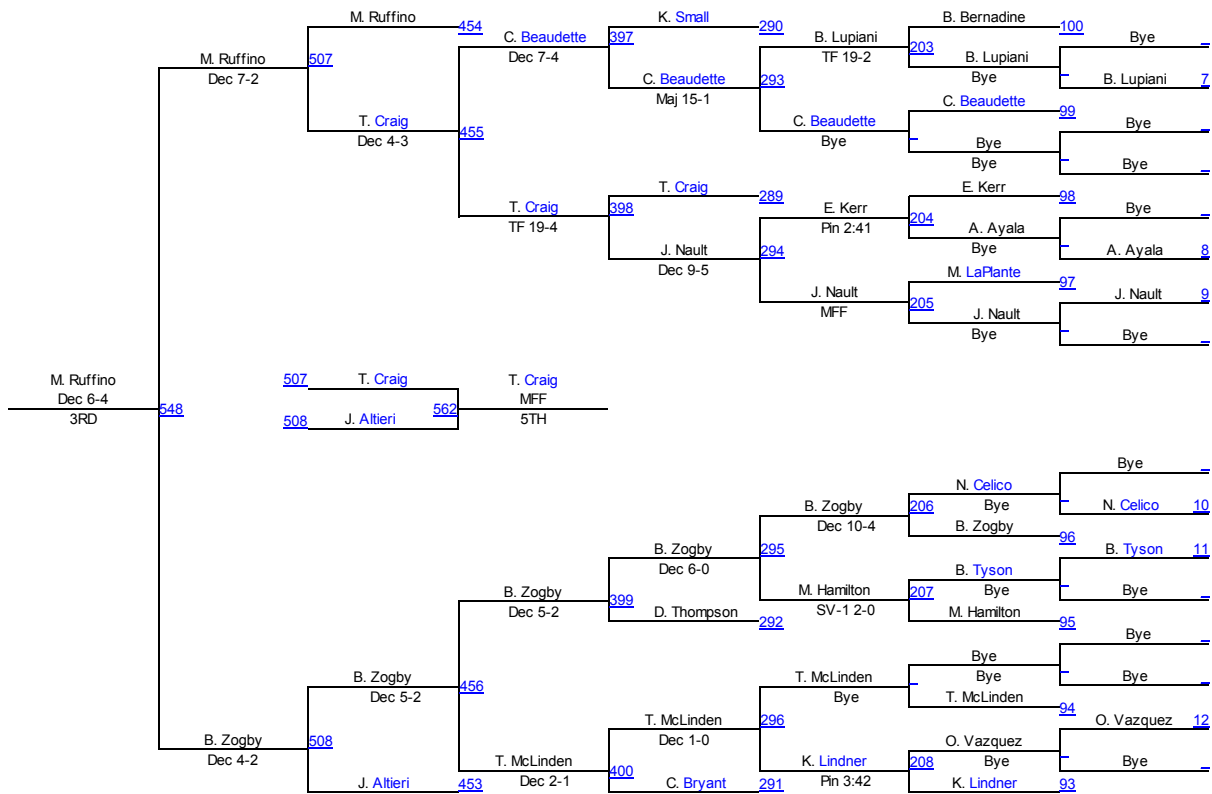 M. Ruffino 454 K. Small 290 B. Bernadine 100
C. Beaudette 397 B. Lupiani 203 Bye
M. Ruffino 507 Dec 7-4 TF 19-2 B. Lupiani
Dec 7-2 C. Beaudette 293 Bye B. Lupiani 7
Maj 15-1 C. Beaudette 99
T. Craig 455 C. Beaudette Bye
Dec 4-3 Bye Bye
Bye Bye
T. Craig 289 E. Kerr 98
T. Craig 398 E. Kerr 204 Bye
TF 19-4 Pin 2:41 A. Ayala
J. Nault 294 Bye A. Ayala 8
Dec 9-5 M. LaPlante 97
J. Nault 205 J. Nault 9
MFF J. Nault
Bye Bye
M. Ruffino 507 T. Craig T. Craig
Dec 6-4 548 562 MFF
3RD 508 J. Altieri 5TH
Bye
N. Celico
B. Zogby 206 Bye N. Celico 10
Dec 10-4 B. Zogby 96
B. Zogby 295 B. Tyson 11
Dec 6-0 B. Tyson
B. Zogby 399 M. Hamilton 207 Bye Bye
Dec 5-2 D. Thompson 292 SV-1 2-0 M. Hamilton 95
Bye
Bye
B. Zogby 456 T. McLinden Bye Bye
Dec 5-2 Bye T. McLinden 94
T. McLinden 296 O. Vazquez 12
B. Zogby 508 Dec 1-0 O. Vazquez
Dec 4-2 T. McLinden 400 K. Lindner 208 Bye Bye
J. Altieri 453 Dec 2-1 C. Bryant 291 Pin 3:42 K. Lindner 93